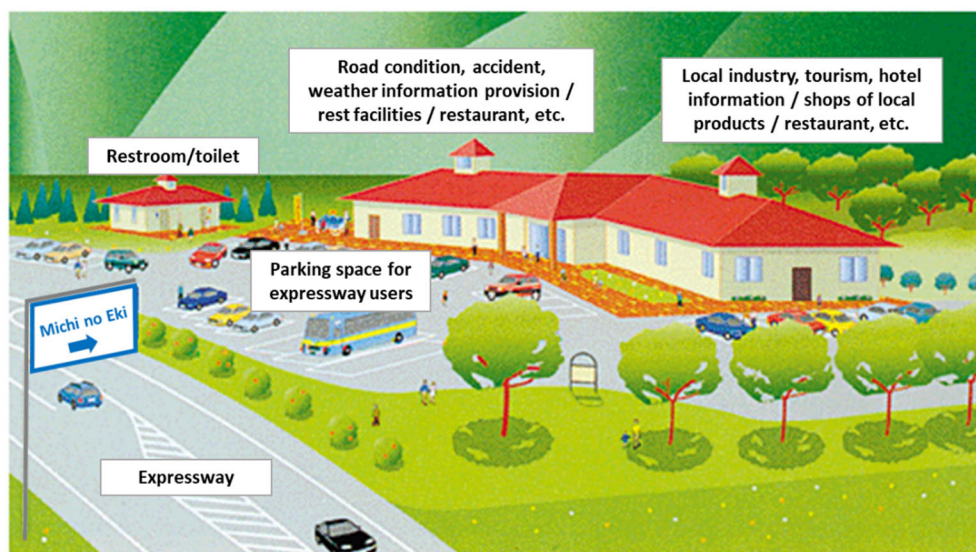 Road condition, accident,
weather information provision /
rest facilities / restaurant, etc.
Local industry, tourism, hotel
information / shops of local
products / restaurant, etc.
Restroom/toilet
Parking space for
expressway users
Michi no Eki
Expressway